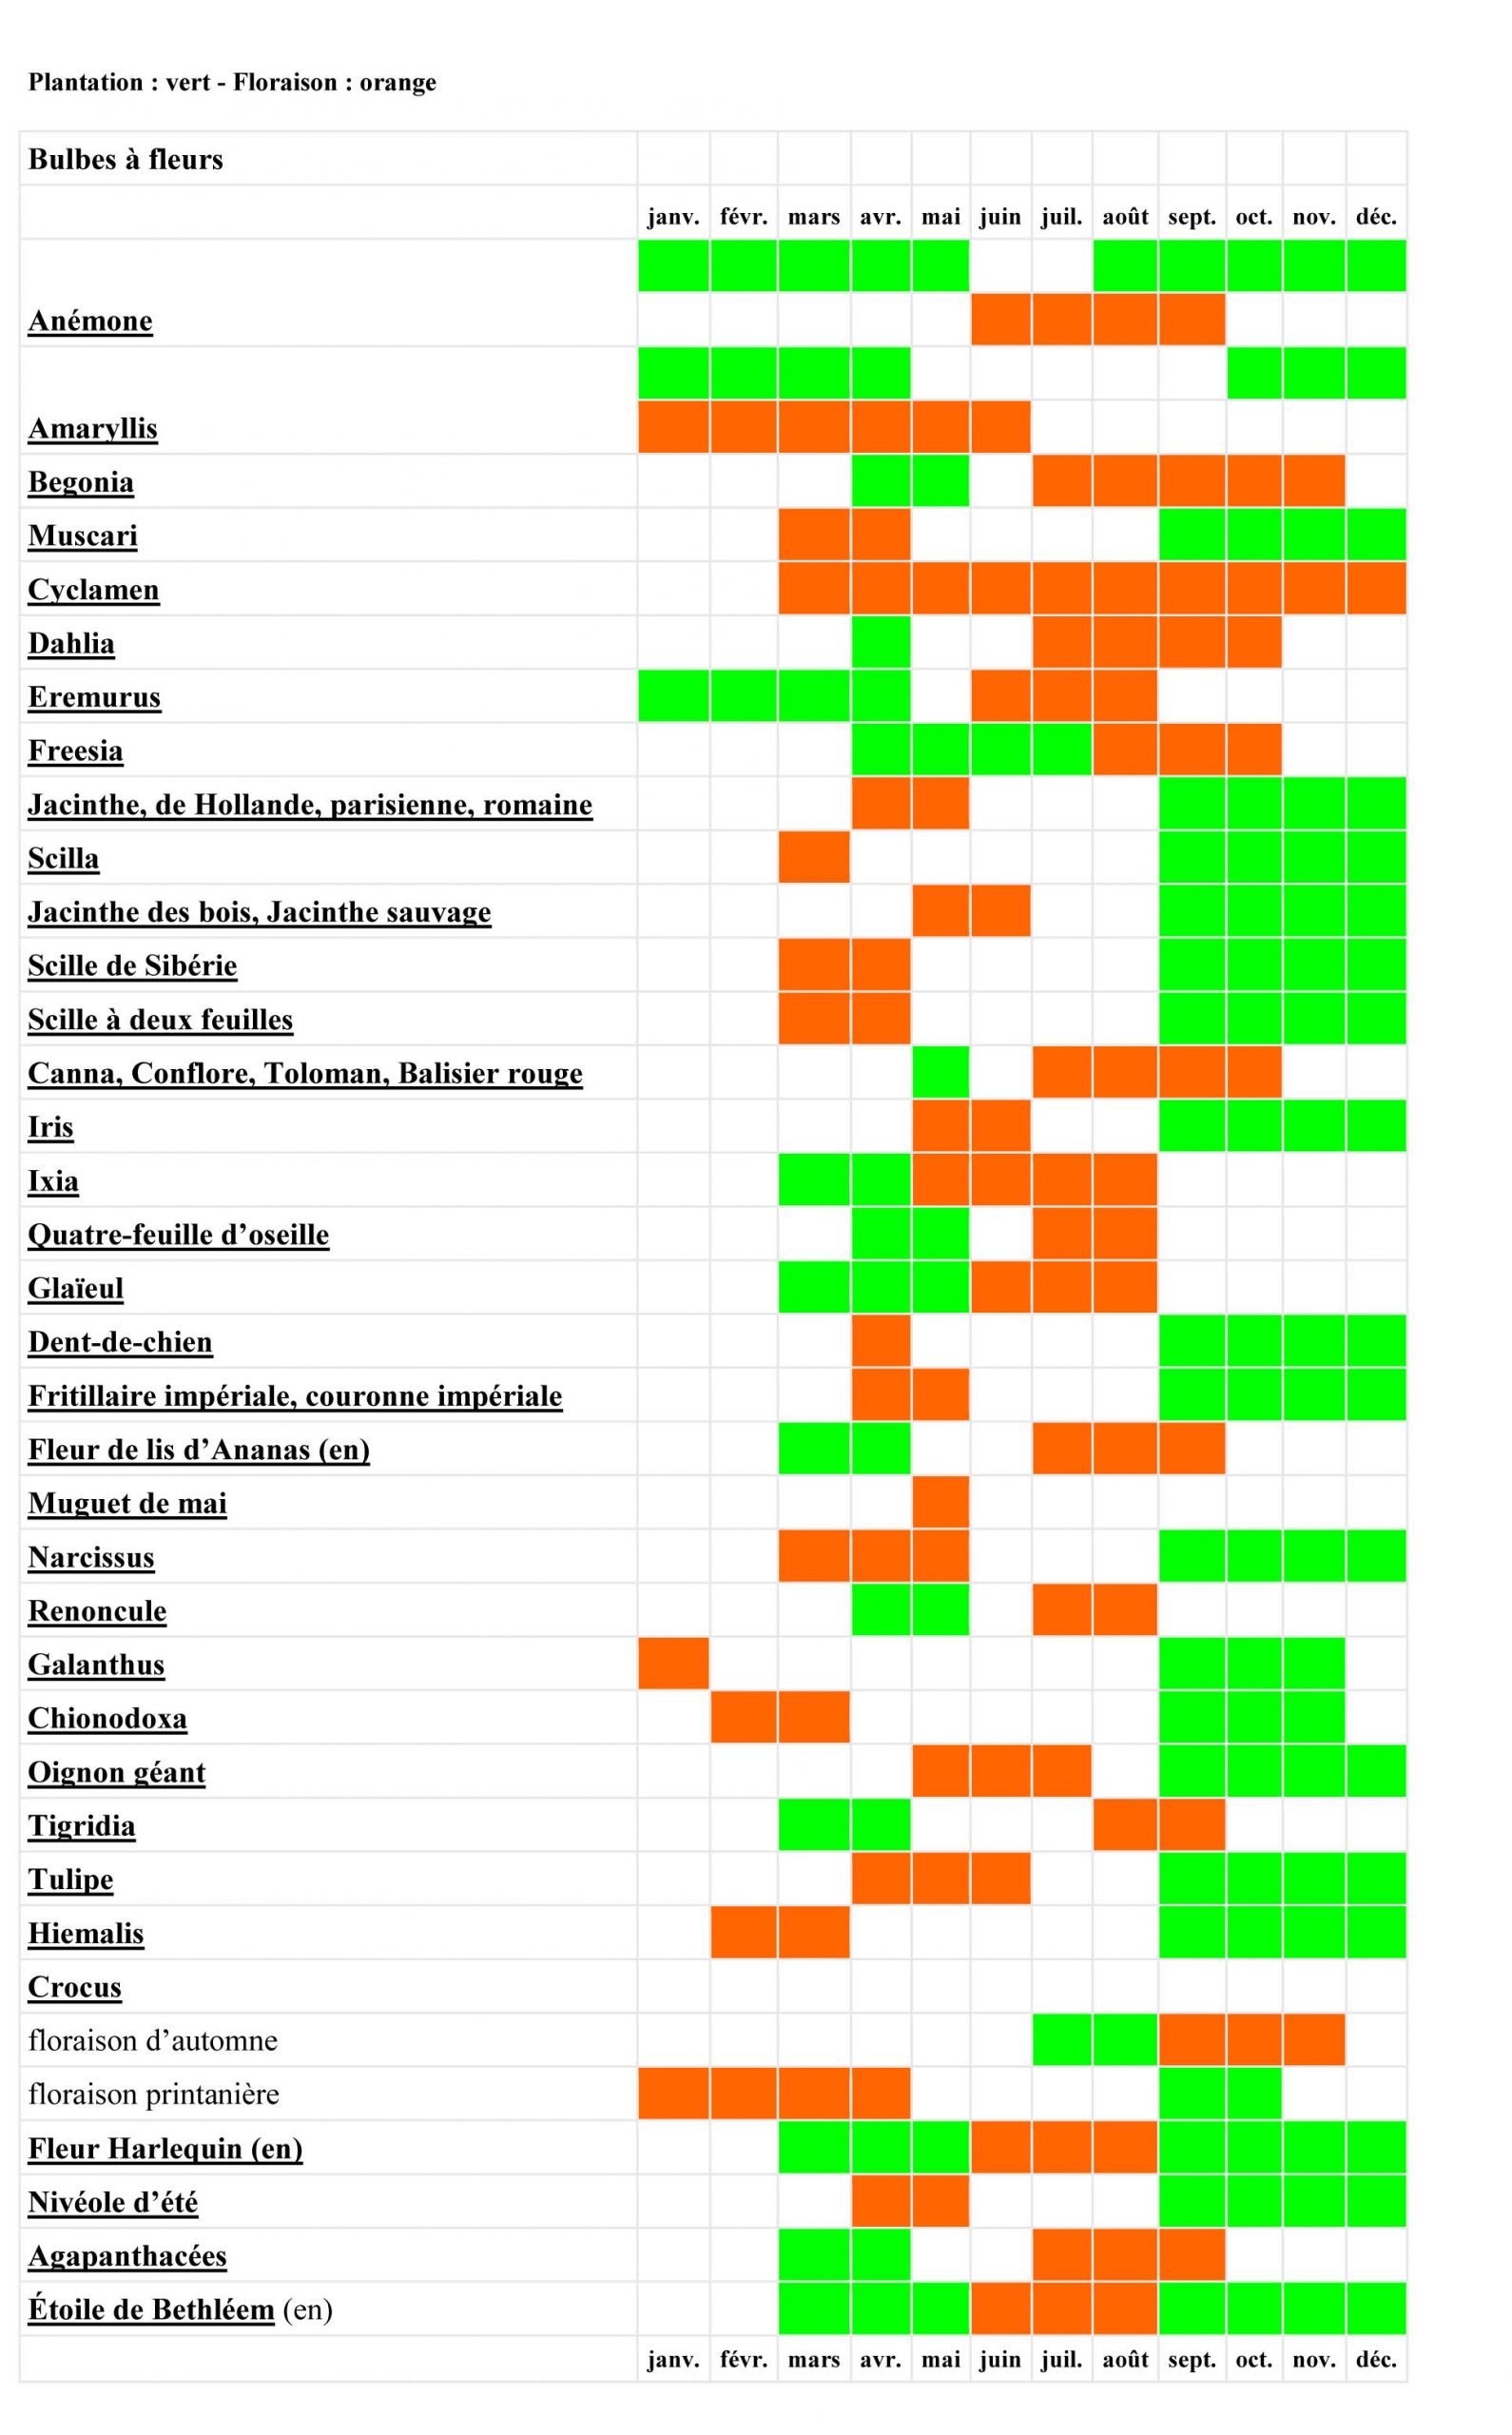 Plantation : vert - Floraison : orange
Bulbes à fleurs
janv. févr. mars avr. mai juin juil. août sept. oct. nov. déc.
Anémone
Amaryllis
Begonia
Muscari
Cyclamen
Dahlia
Eremurus
Freesia
Jacinthe, de Hollande, parisienne, romaine
Scilla
Jacinthe des bois, Jacinthe sauvage
Scille de Sibérie
Scille à deux feuilles
Canna, Conflore, Toloman, Balisier rouge
Iris
Ixia
Quatre-feuille d’oseille
Glaïeul
Dent-de-chien
Fritillaire impériale, couronne impériale
Fleur de lis d’Ananas (en)
Muguet de mai
Narcissus
Renoncule
Galanthus
Chionodoxa
Oignon géant
Tigridia
Tulipe
Hiemalis
Crocus
floraison d’automne
floraison printanière
Fleur Harlequin (en)
Nivéole d’été
Agapanthacées
Étoile de Bethléem (en)
janv. févr. mars avr. mai juin juil. août sept. oct. nov. déc.